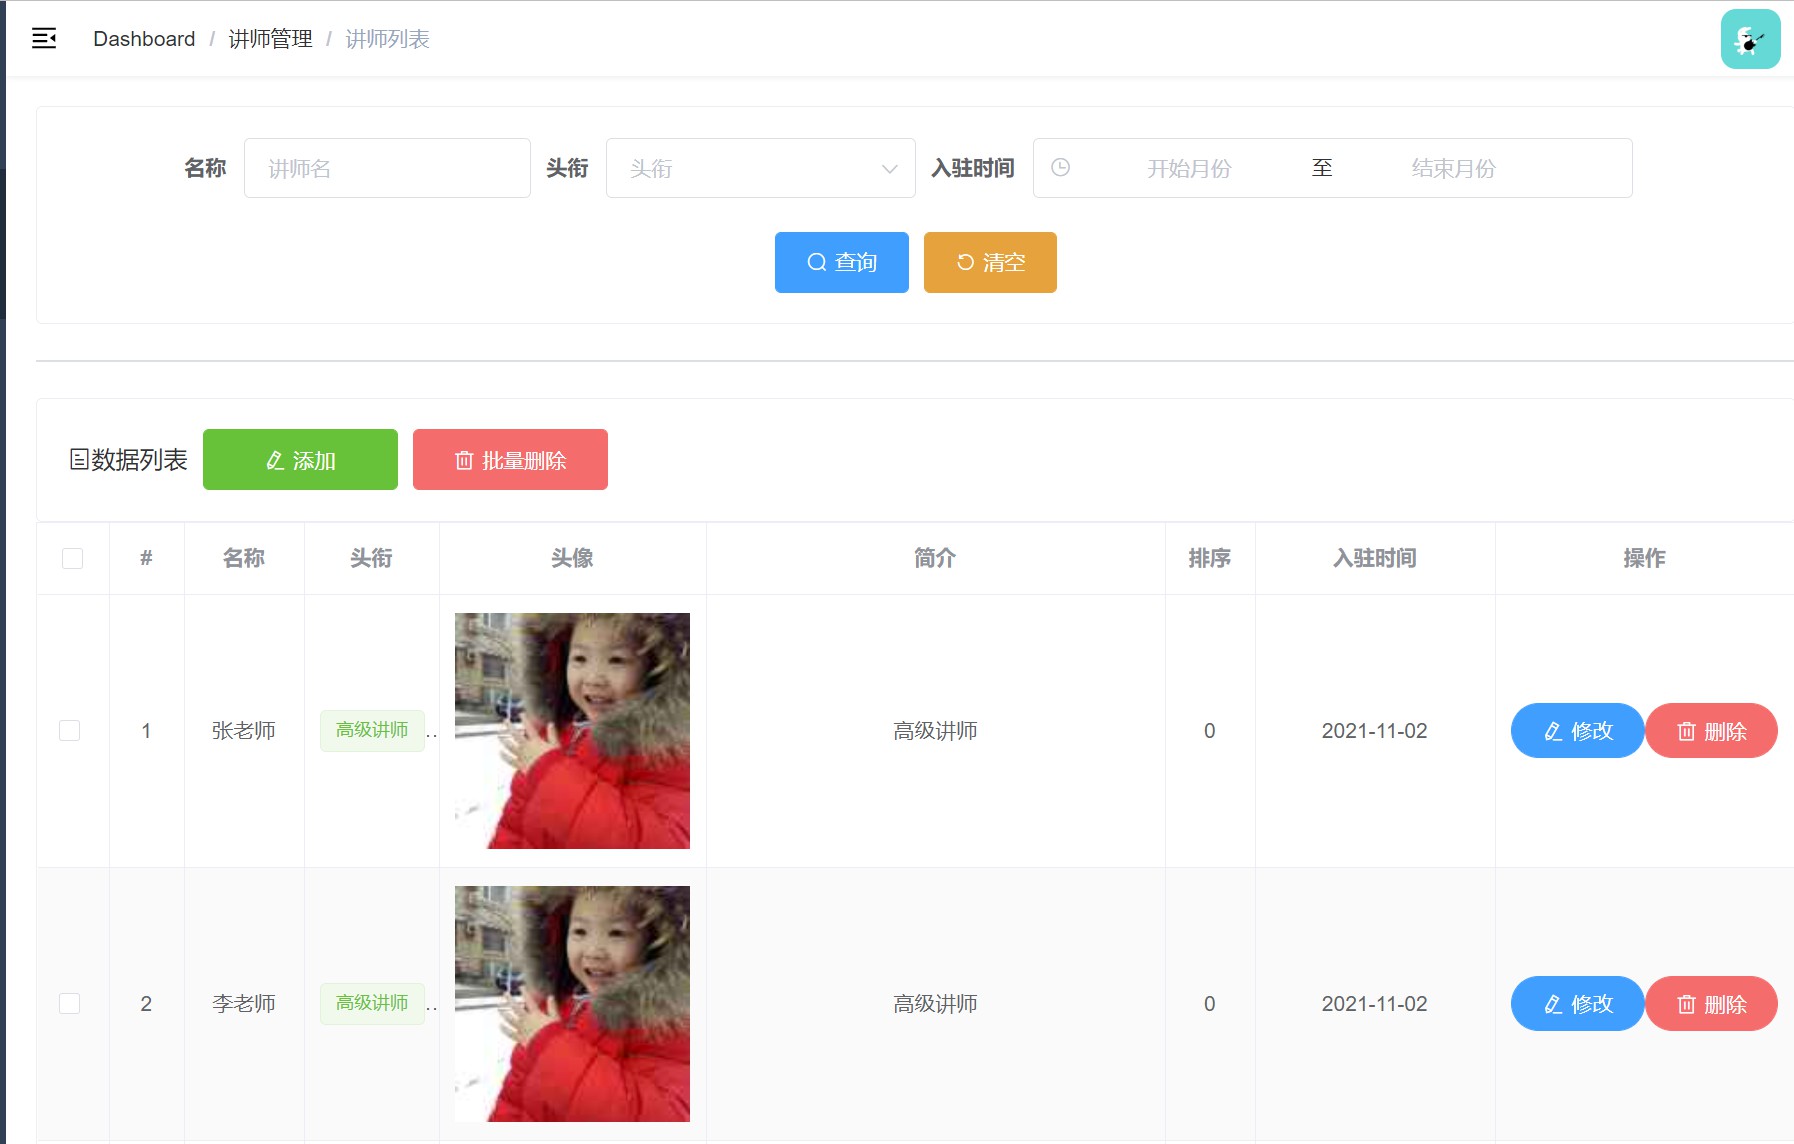 Dashboard / 讲师管理 / 讲师列表
名称 讲师名 头衔 头衔 入驻时间 开始月份 至 结束月份
查询 清空
数据列表 添加 批量删除
# 名称 头衔 头像 简介 排序 入驻时间 操作
1 张老师 高级讲师 .. 高级讲师 0 2021-11-02 修改 删除
2 李老师 高级讲师 .. 高级讲师 0 2021-11-02 修改 删除